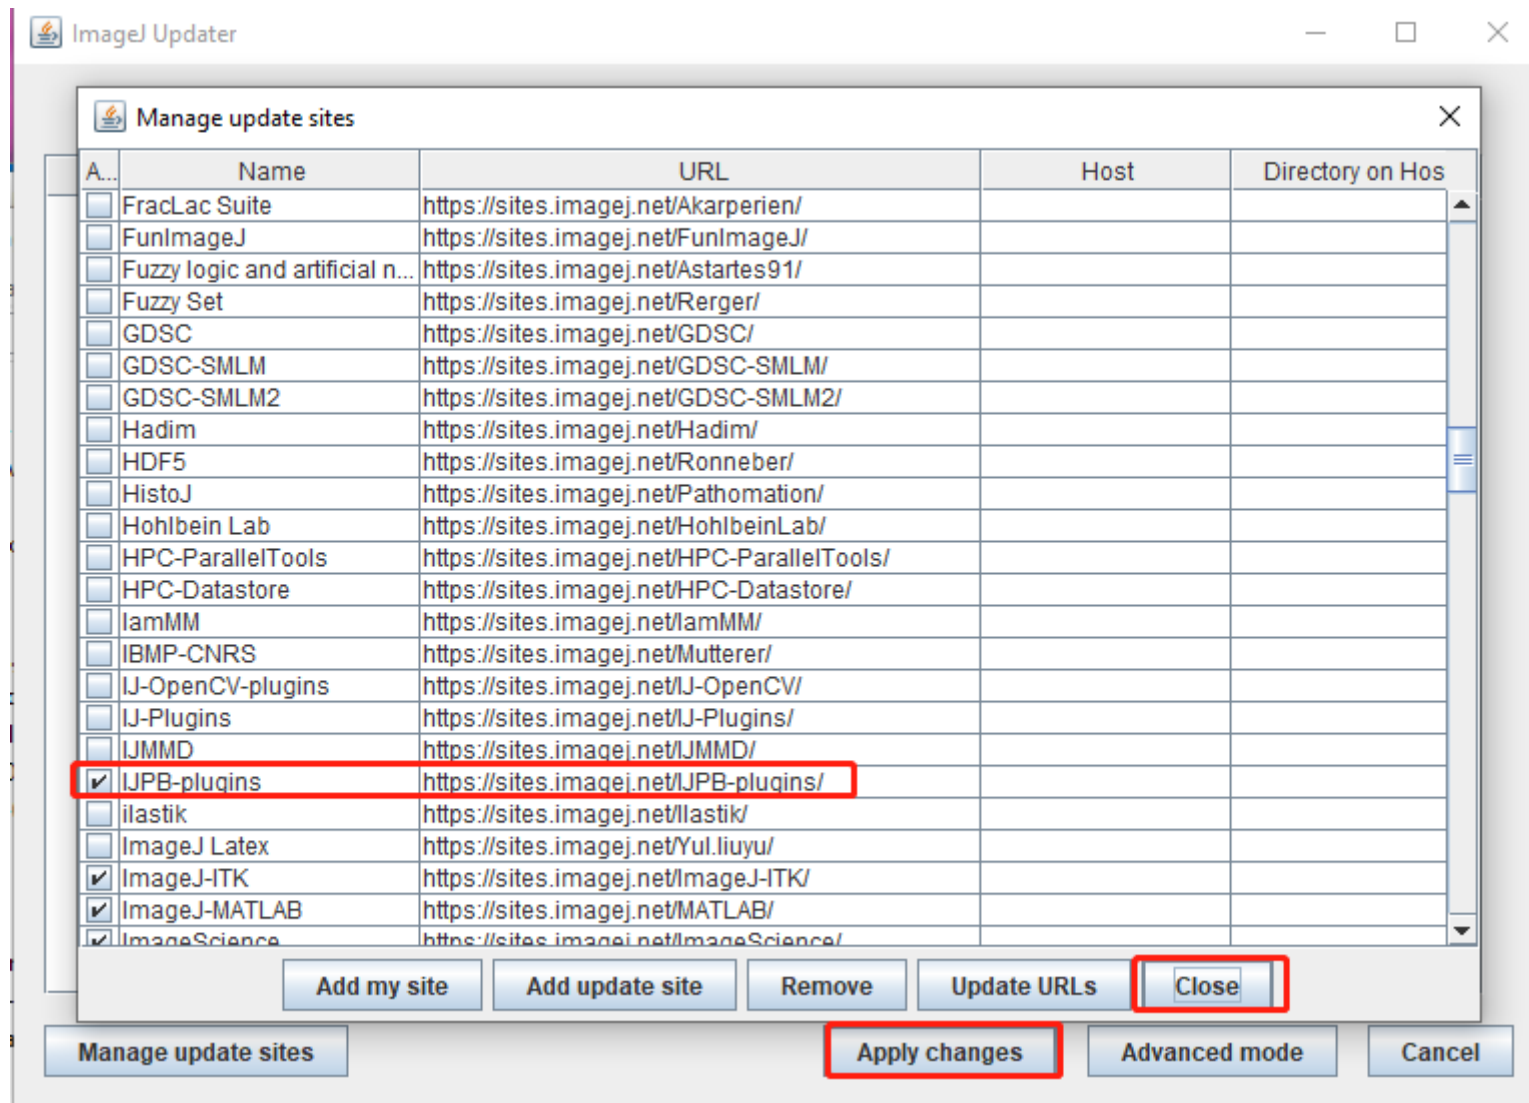 ImageJ Updater
Manage update sites
A... Name URL Host Directory on Hos
FracLac Suite https://sites.imagej.net/Akarperien/
FunImageJ https://sites.imagej.net/FunImageJ/
Fuzzy logic and artificial n... https://sites.imagej.net/Astartes91/
Fuzzy Set https://sites.imagej.net/Rerger/
GDSC https://sites.imagej.net/GDSC/
GDSC-SMLM https://sites.imagej.net/GDSC-SMLM/
GDSC-SMLM2 https://sites.imagej.net/GDSC-SMLM2/
Hadim https://sites.imagej.net/Hadim/
HDF5 https://sites.imagej.net/Ronneber/
HistoJ https://sites.imagej.net/Pathomation/
Hohlbein Lab https://sites.imagej.net/HohlbeinLab/
HPC-ParallelTools https://sites.imagej.net/HPC-ParallelTools/
HPC-Datastore https://sites.imagej.net/HPC-Datastore/
IamMM https://sites.imagej.net/IamMM/
IBMP-CNRS https://sites.imagej.net/Mutterer/
IJ-OpenCV-plugins https://sites.imagej.net/IJ-OpenCV/
IJ-Plugins https://sites.imagej.net/IJ-Plugins/
IJMMD https://sites.imagej.net/IJMMD/
IJPB-plugins https://sites.imagej.net/IJPB-plugins/
ilastik https://sites.imagej.net/Ilastik/
ImageJ Latex https://sites.imagej.net/Yul.liuyu/
ImageJ-ITK https://sites.imagej.net/ImageJ-ITK/
ImageJ-MATLAB https://sites.imagej.net/MATLAB/
ImageScience https://sites.imagej.net/ImageScience/
Add my site Add update site Remove Update URLs Close
Manage update sites Apply changes Advanced mode Cancel